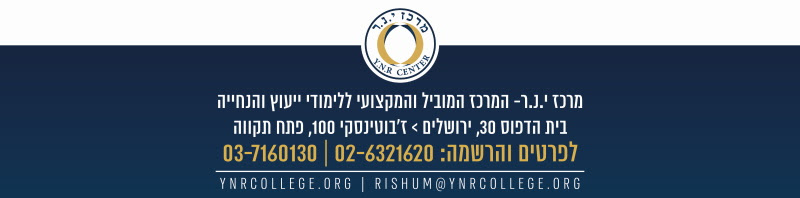 מרכז י.נ.ר
Y.N.R CENTER
מרכז י.נ.ר- המרכז המוביל והמקצועי ללימודי ייעוץ והנחייה
בית הדפוס 30, ירושלים > ז'בוטינסקי 100, פתח תקווה
לפרטים והרשמה: 02-6321620 | 03-7160130
YNRCOLLEGE.ORG | RISHUM@YNRCOLLEGE.ORG